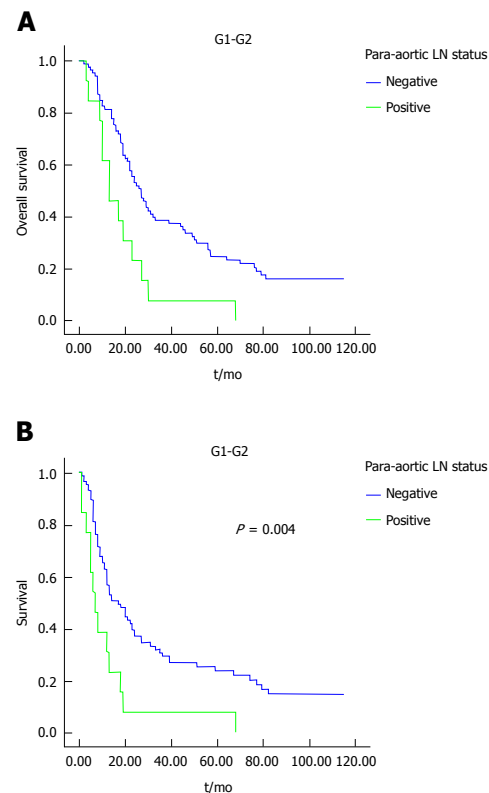 A
G1-G2
Para-aortic LN status
Negative
Positive
Overall survival
1.0
0.8
0.6
0.4
0.2
0.0
0.00 20.00 40.00 60.00 80.00 100.00 120.00
t/mo
B
G1-G2
Para-aortic LN status
Negative
Positive
P = 0.004
Survival
1.0
0.8
0.6
0.4
0.2
0.0
0.00 20.00 40.00 60.00 80.00 100.00 120.00
t/mo